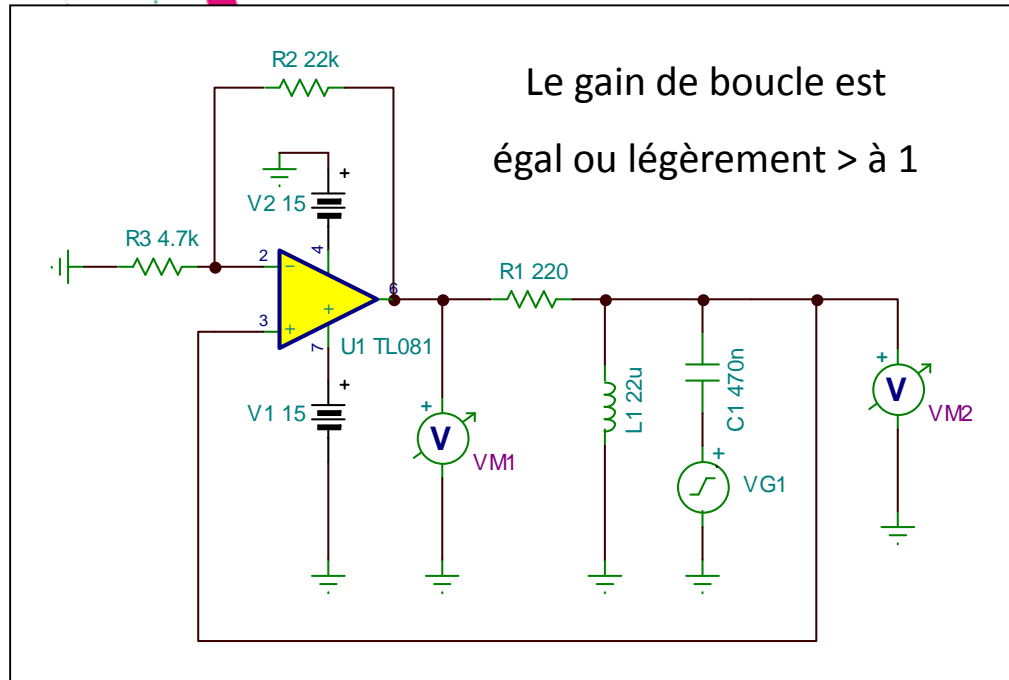 R2 22k
Le gain de boucle est
égal ou légèrement > à 1
+
V2 15
R3 4.7k
4
2
−
R1 220
6
+
3
+
7
U1 TL081
+
V1 15
+
V
VM1
L1 22u
C1 470n
+
VG1
+
V
VM2